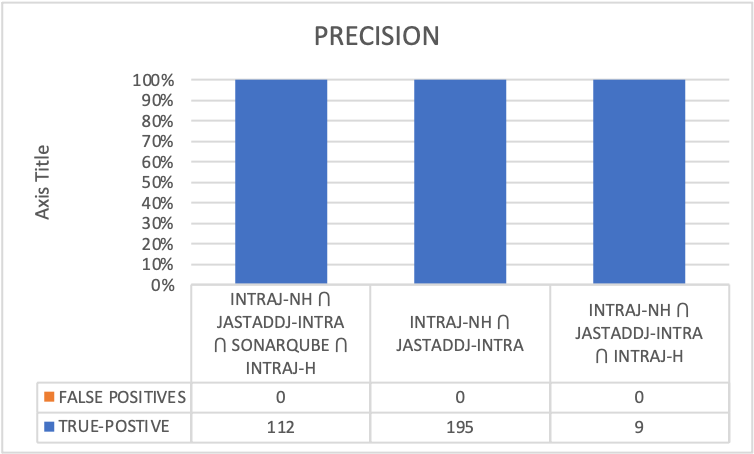 PRECISION
Axis Title
100%
90%
80%
70%
60%
50%
40%
30%
20%
10%
0%
INTRAJ-NH ⋂
JASTADDJ-INTRA
⋂ SONARQUBE ⋂
INTRAJ-H
INTRAJ-NH ⋂
JASTADDJ-INTRA
INTRAJ-NH ⋂
JASTADDJ-INTRA
⋂ INTRAJ-H
FALSE POSITIVES 0 0 0
TRUE-POSTIVE 112 195 9